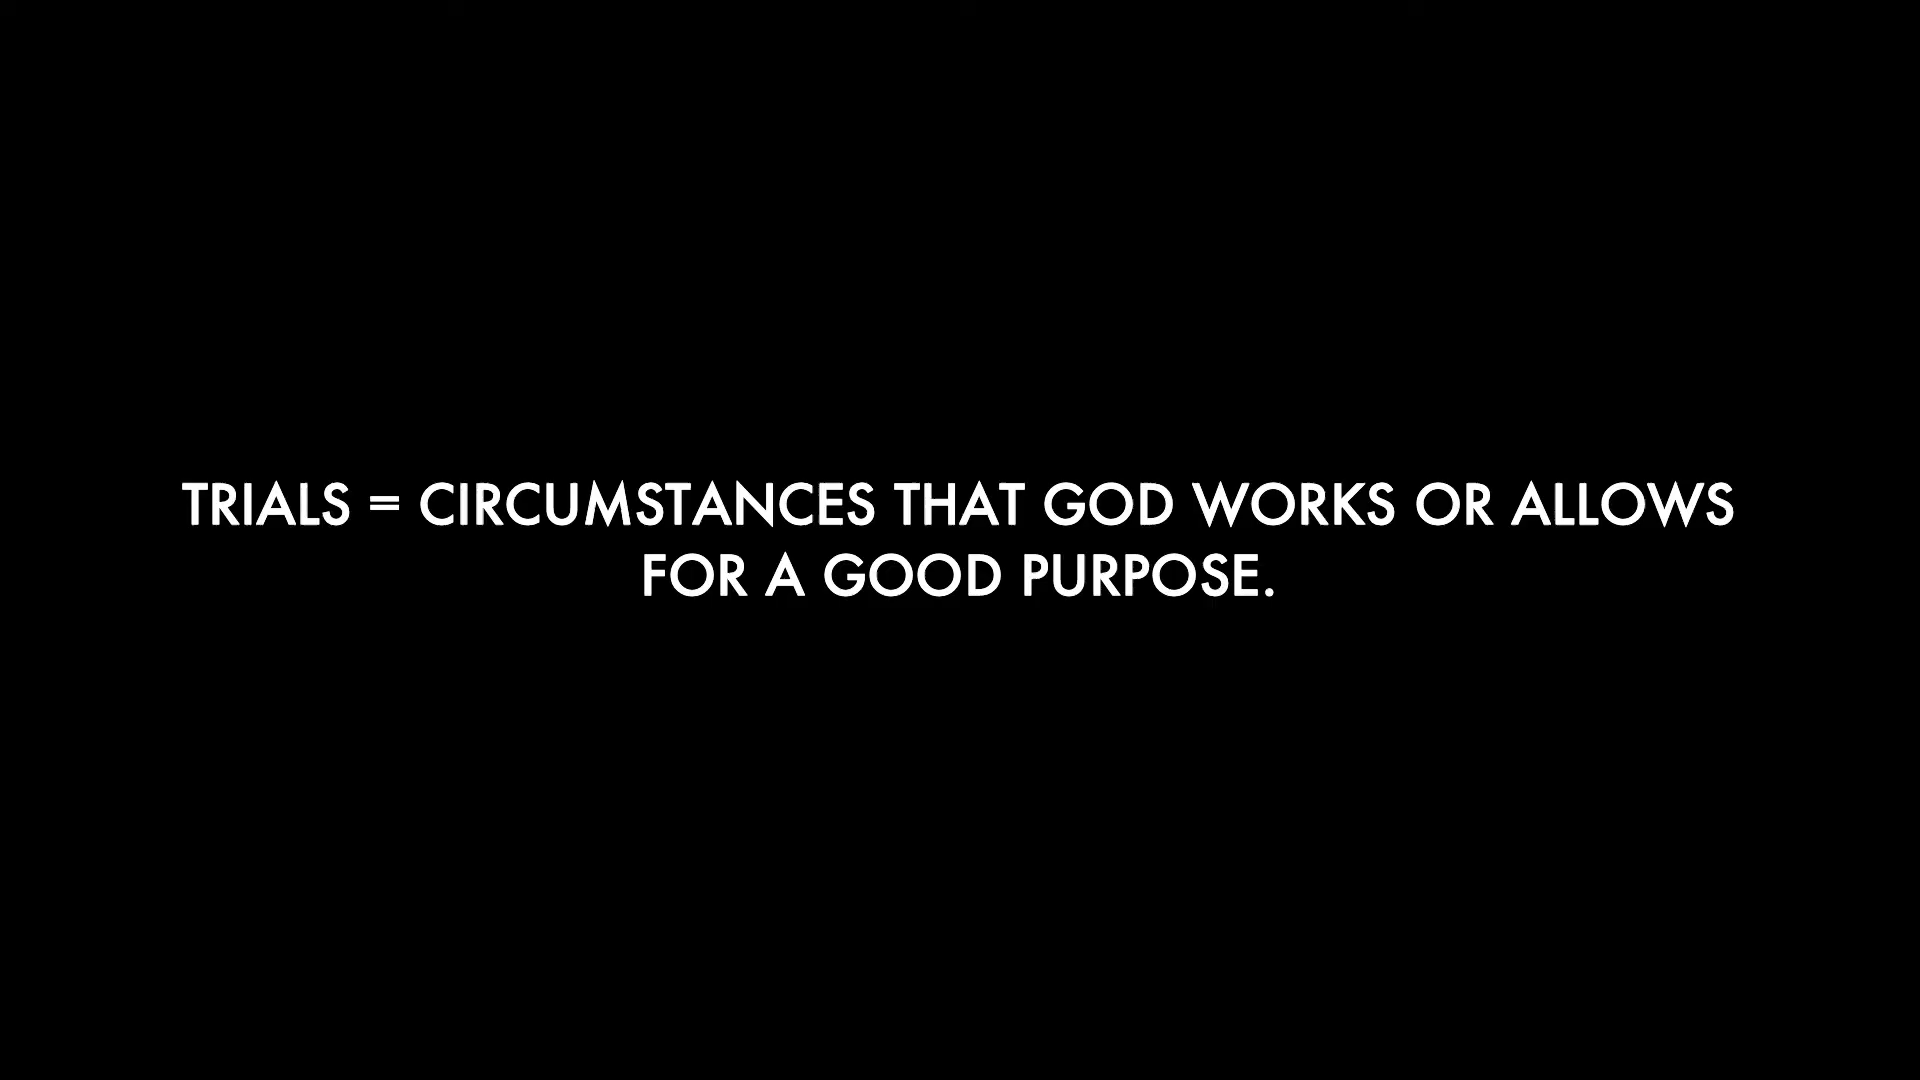 TRIALS = CIRCUMSTANCES THAT GOD WORKS OR ALLOWS
FOR A GOOD PURPOSE.